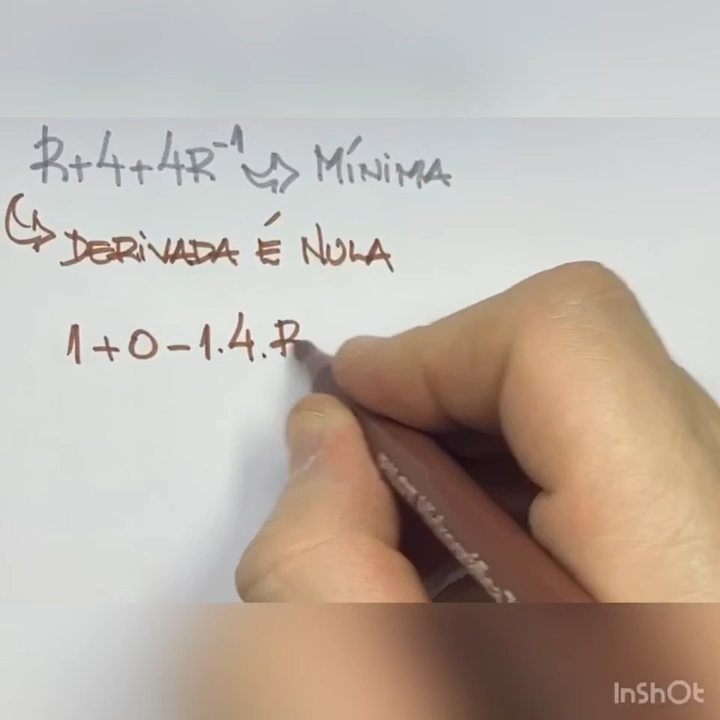 R+4+4R⁻¹ ↪ MÍNIMA
↪ DERIVADA É NULA
1+0-1.4.R
InShOt